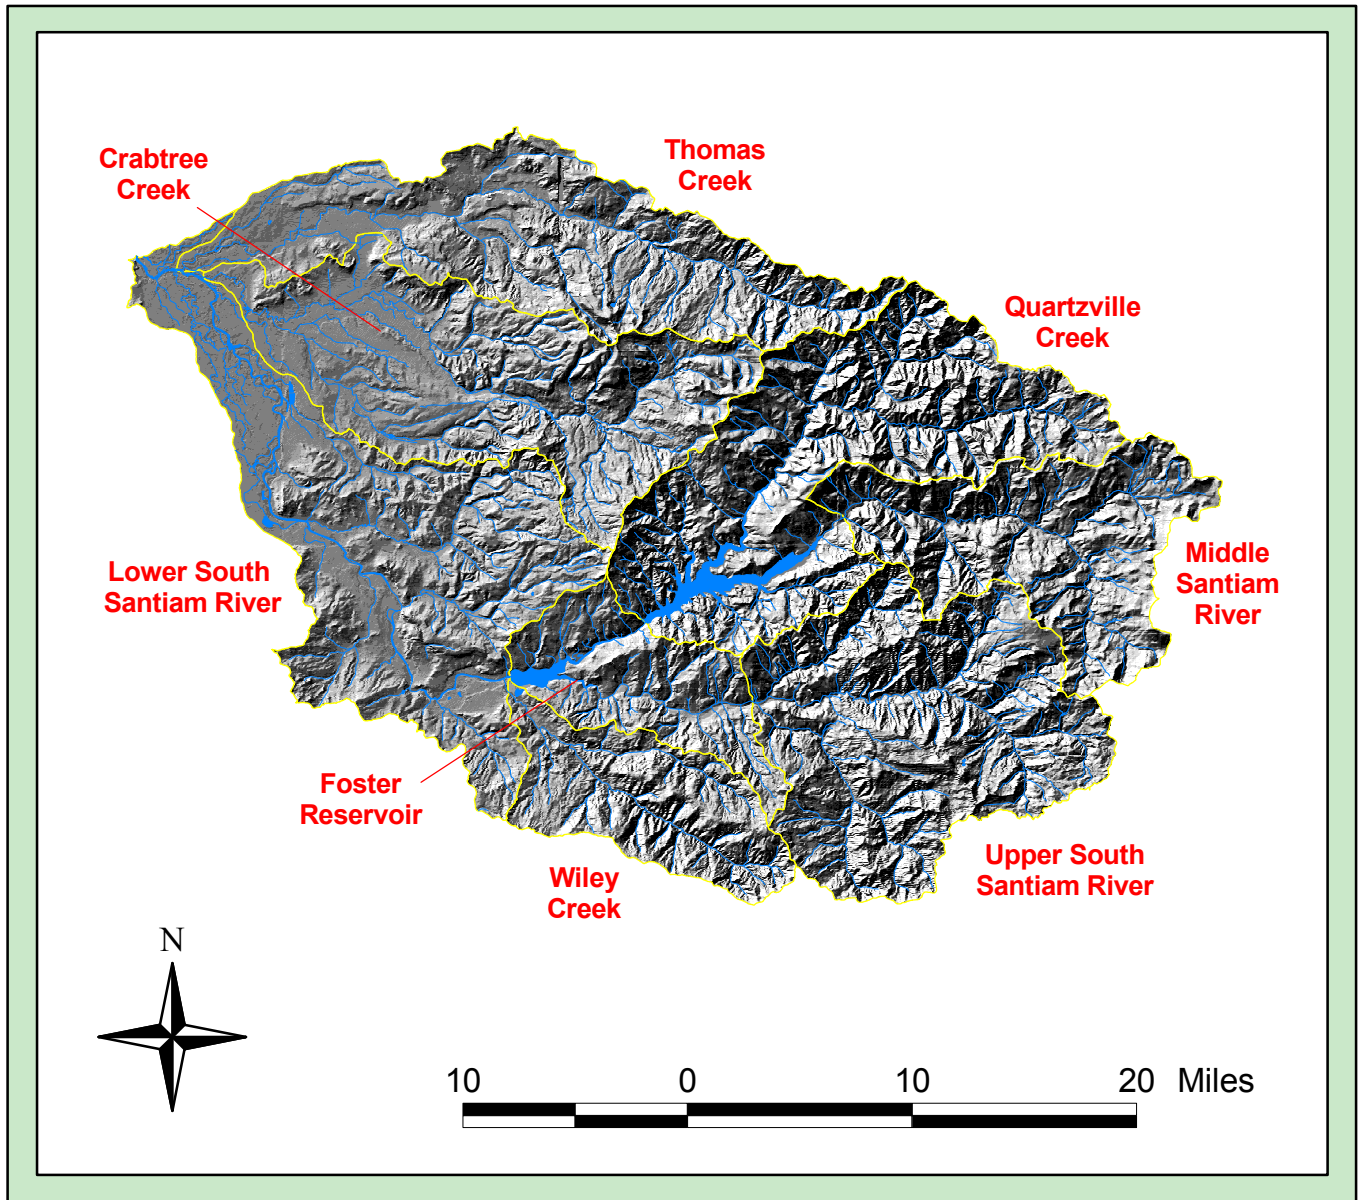 Thomas
Creek
Crabtree
Creek
Quartzville
Creek
Middle
Santiam
River
Lower South
Santiam River
Foster
Reservoir
Upper South
Santiam River
Wiley
Creek
N
10 0 10 20 Miles